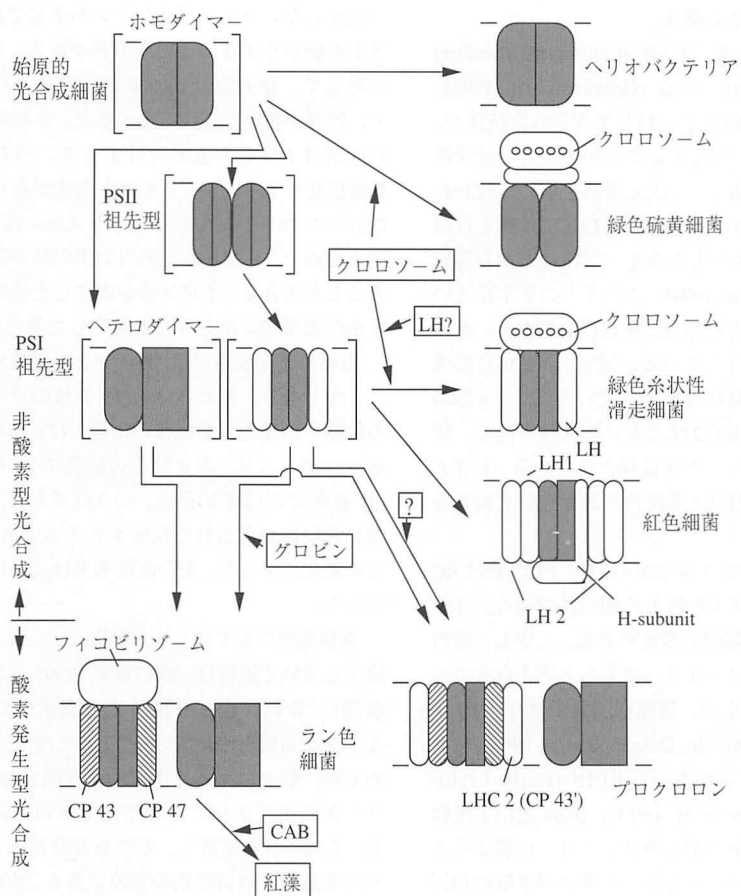 ホモダイマー
始原的
光合成細菌
ヘリオバクテリア
クロロソーム
緑色硫黄細菌
PSII
祖先型
クロロソーム
LH?
クロロソーム
PSI
祖先型
ヘテロダイマー
緑色糸状性
滑走細菌
LH
LH1
紅色細菌
LH 2
H-subunit
?
グロビン
非酸素型光合成
酸素発生型光合成
フィコビリゾーム
ラン色
細菌
CP 43
CP 47
LHC 2 (CP 43')
プロクロロン
CAB
紅藻